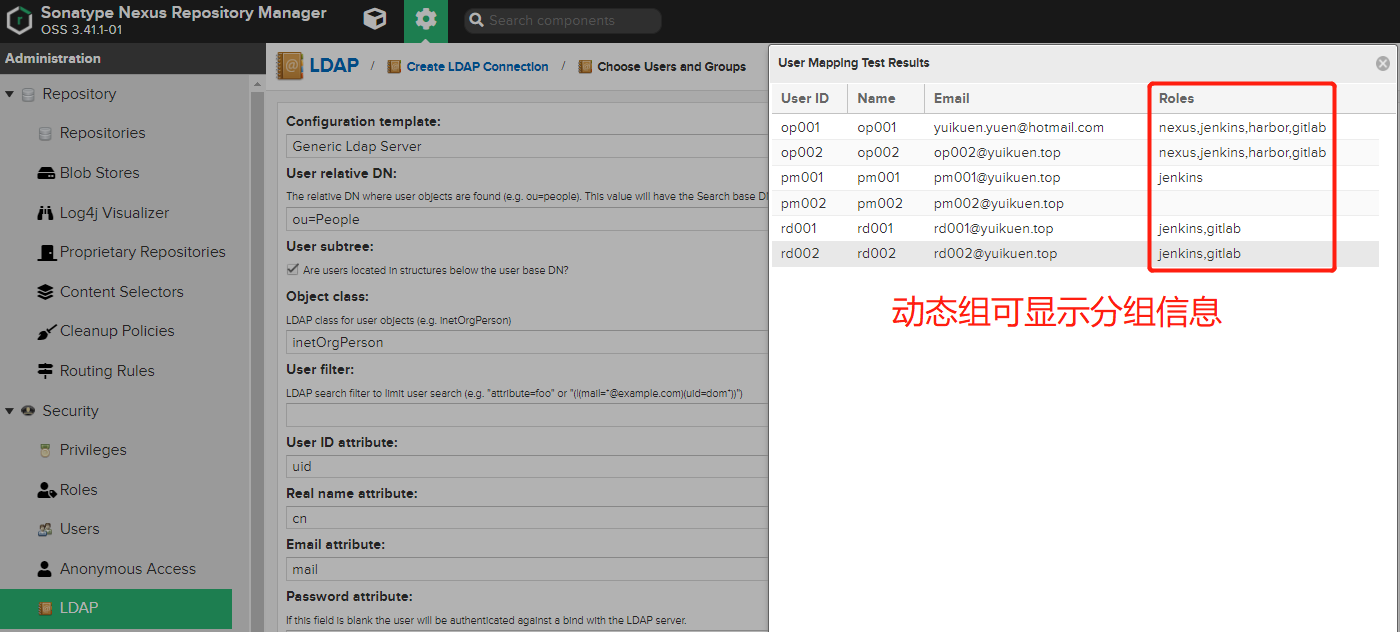 Sonatype Nexus Repository Manager
OSS 3.41.1-01
Search components
Administration
Repository
Repositories
Blob Stores
Log4j Visualizer
Proprietary Repositories
Content Selectors
Cleanup Policies
Routing Rules
Security
Privileges
Roles
Users
Anonymous Access
LDAP
LDAP / Create LDAP Connection / Choose Users and Groups
Configuration template:
Generic Ldap Server
User relative DN:
The relative DN where user objects are found (e.g. ou=people). This value will have the Search base DN
ou=People
User subtree:
Are users located in structures below the user base DN?
Object class:
LDAP class for user objects (e.g. inetOrgPerson)
inetOrgPerson
User filter:
LDAP search filter to limit user search (e.g. "attribute=foo" or "(|(mail=*@example.com)(uid=dom*))")
User ID attribute:
uid
Real name attribute:
cn
Email attribute:
mail
Password attribute:
If this field is blank the user will be authenticated against a bind with the LDAP server.
User Mapping Test Results
User ID Name Email Roles
op001 op001 yuikuen.yuen@hotmail.com nexus,jenkins,harbor,gitlab
op002 op002 op002@yuikuen.top nexus,jenkins,harbor,gitlab
pm001 pm001 pm001@yuikuen.top jenkins
pm002 pm002 pm002@yuikuen.top
rd001 rd001 rd001@yuikuen.top jenkins,gitlab
rd002 rd002 rd002@yuikuen.top jenkins,gitlab
动态组可显示分组信息